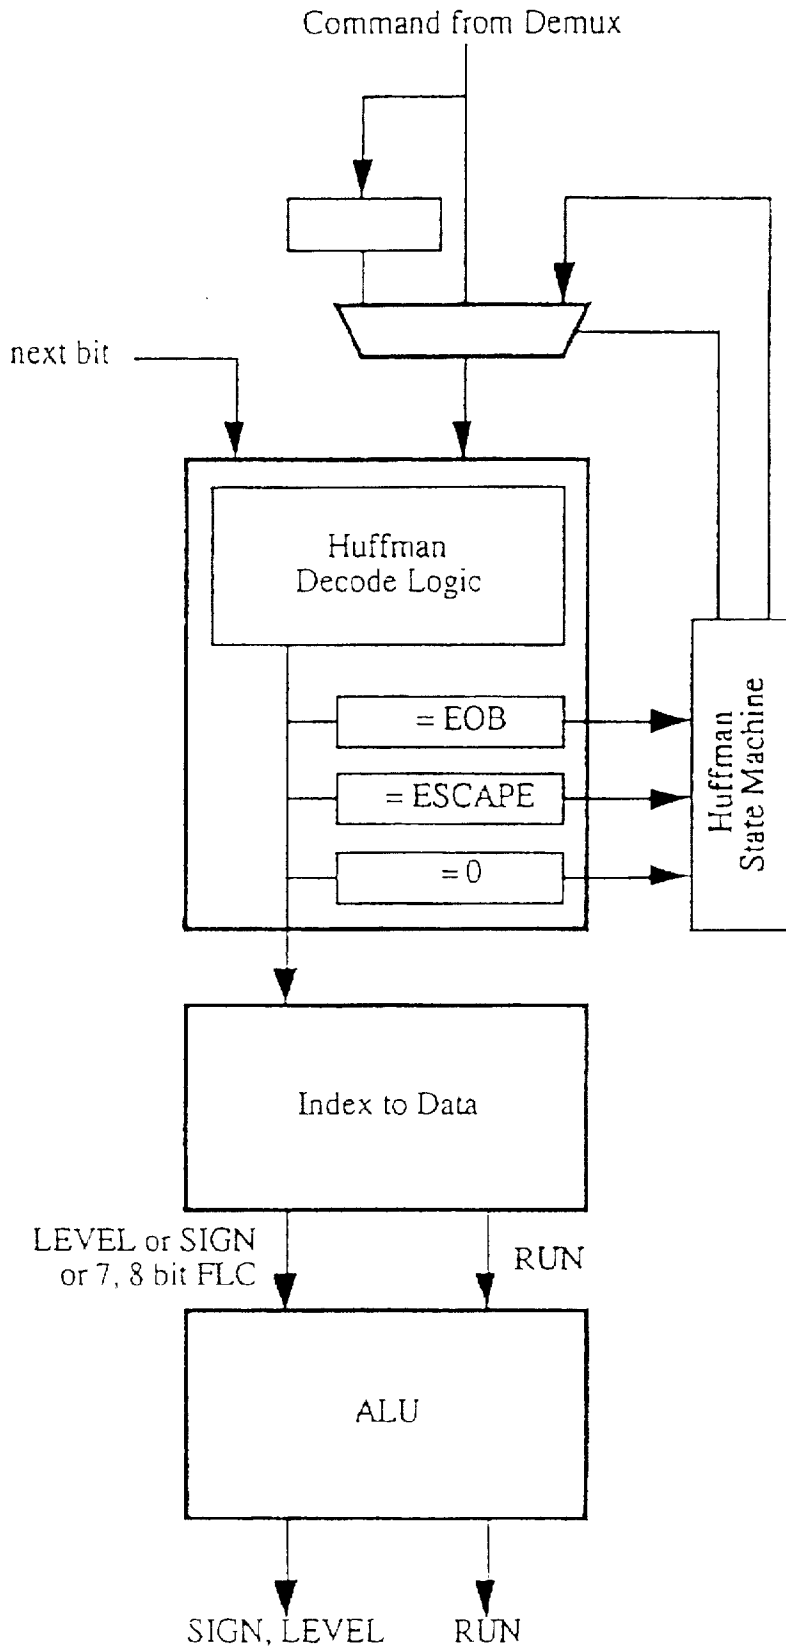 Command from Demux
next bit
Huffman
Decode Logic
= EOB
= ESCAPE
= 0
Huffman
State Machine
Index to Data
LEVEL or SIGN
or 7, 8 bit FLC
RUN
ALU
SIGN, LEVEL
RUN